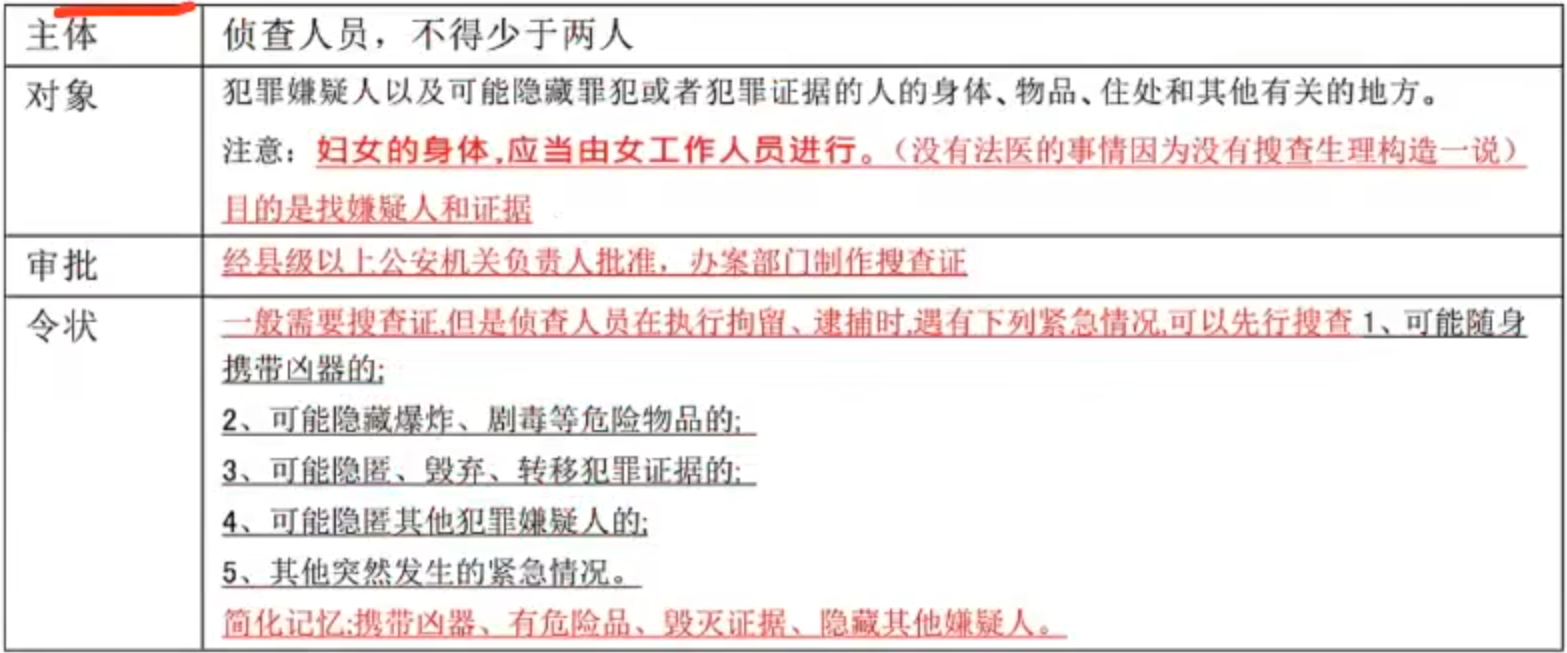 主体 侦查人员，不得少于两人
对象 犯罪嫌疑人以及可能隐藏罪犯或者犯罪证据的人的身体、物品、住处和其他有关的地方。
注意：妇女的身体,应当由女工作人员进行。（没有法医的事情因为没有搜查生理构造一说）
目的是找嫌疑人和证据
审批 经县级以上公安机关负责人批准，办案部门制作搜查证
令状 一般需要搜查证,但是侦查人员在执行拘留、逮捕时,遇有下列紧急情况,可以先行搜查 1、可能随身
携带凶器的;
2、可能隐藏爆炸、剧毒等危险物品的;
3、可能隐匿、毁弃、转移犯罪证据的;
4、可能隐匿其他犯罪嫌疑人的;
5、其他突然发生的紧急情况。
简化记忆:携带凶器、有危险品、毁灭证据、隐藏其他嫌疑人。